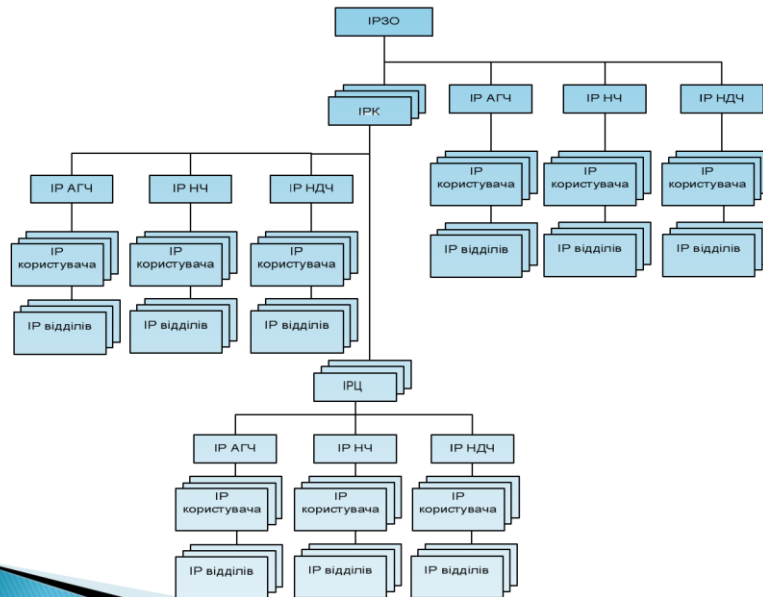 ІРЗО
ІРК
ІР АГЧ
ІР НЧ
ІР НДЧ
ІР
користувача
ІР
користувача
ІР
користувача
ІР відділів
ІР відділів
ІР відділів
ІР АГЧ
ІР НЧ
ІР НДЧ
ІР
користувача
ІР
користувача
ІР
користувача
ІР відділів
ІР відділів
ІР відділів
ІРЦ
ІР АГЧ
ІР НЧ
ІР НДЧ
ІР
користувача
ІР
користувача
ІР
користувача
ІР відділів
ІР відділів
ІР відділів